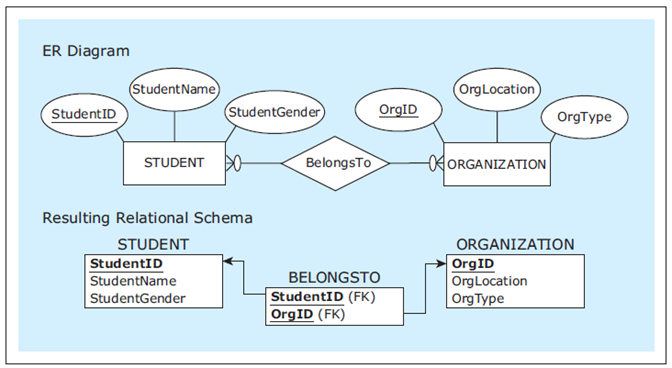 ER Diagram
StudentName
OrgLocation
StudentID
StudentGender
OrgID
OrgType
STUDENT
BelongsTo
ORGANIZATION
Resulting Relational Schema
STUDENT
StudentID
StudentName
StudentGender
BELONGSTO
StudentID (FK)
OrgID (FK)
ORGANIZATION
OrgID
OrgLocation
OrgType